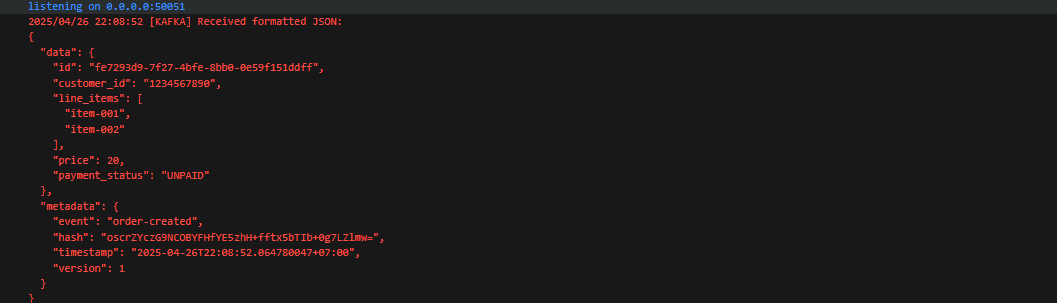 listening on 0.0.0.0:50051
2025/04/26 22:08:52 [KAFKA] Received formatted JSON:
{
  "data": {
    "id": "fe7293d9-7f27-4bfe-8bb0-0e59f151ddff",
    "customer_id": "1234567890",
    "line_items": [
      "item-001",
      "item-002"
    ],
    "price": 20,
    "payment_status": "UNPAID"
  },
  "metadata": {
    "event": "order-created",
    "hash": "oscrZYczG9NCOBYFHfYE5zhH+fftx5bTIb+0g7LZlmw=",
    "timestamp": "2025-04-26T22:08:52.064780047+07:00",
    "version": 1
  }
}